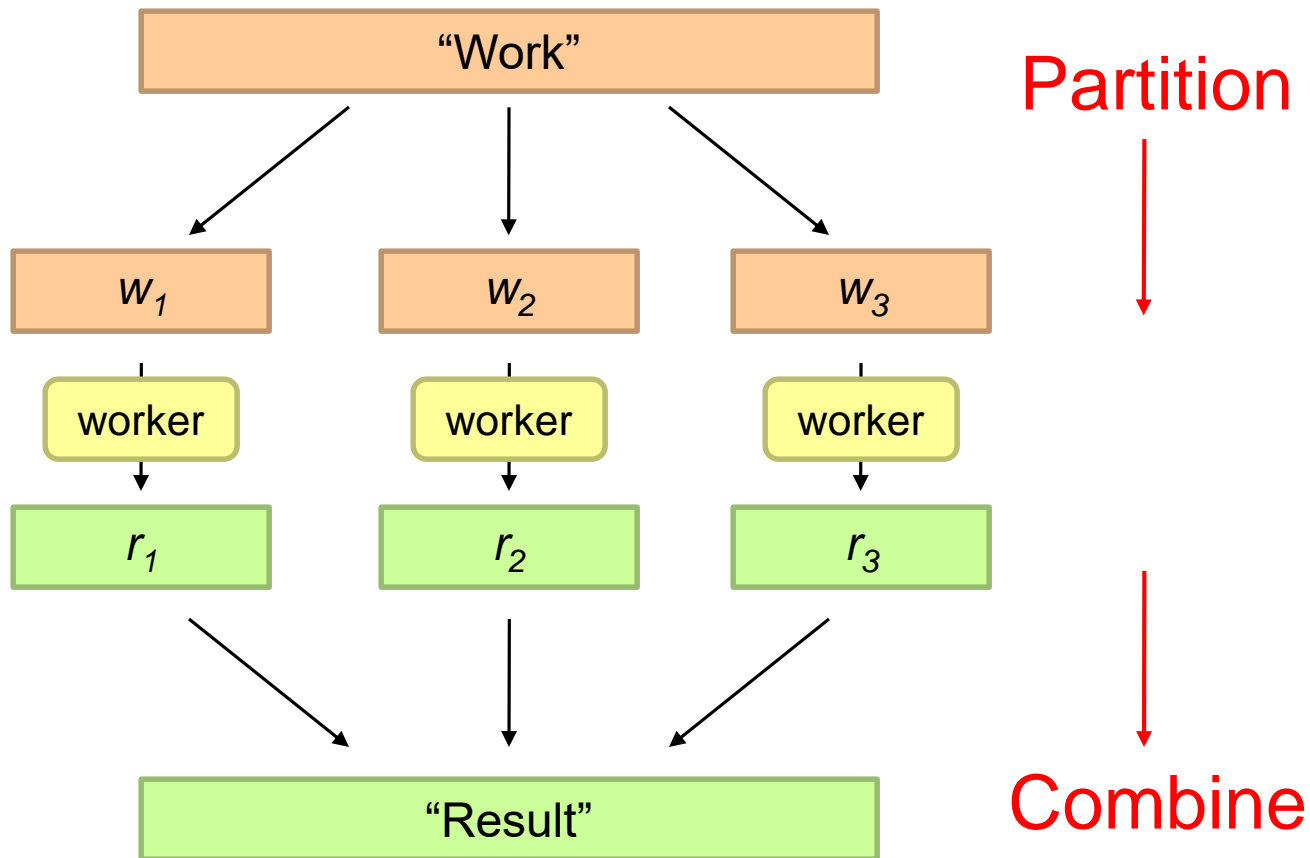 “Work”
Partition
w1 w2 w3
worker worker worker
r1 r2 r3
“Result”
Combine